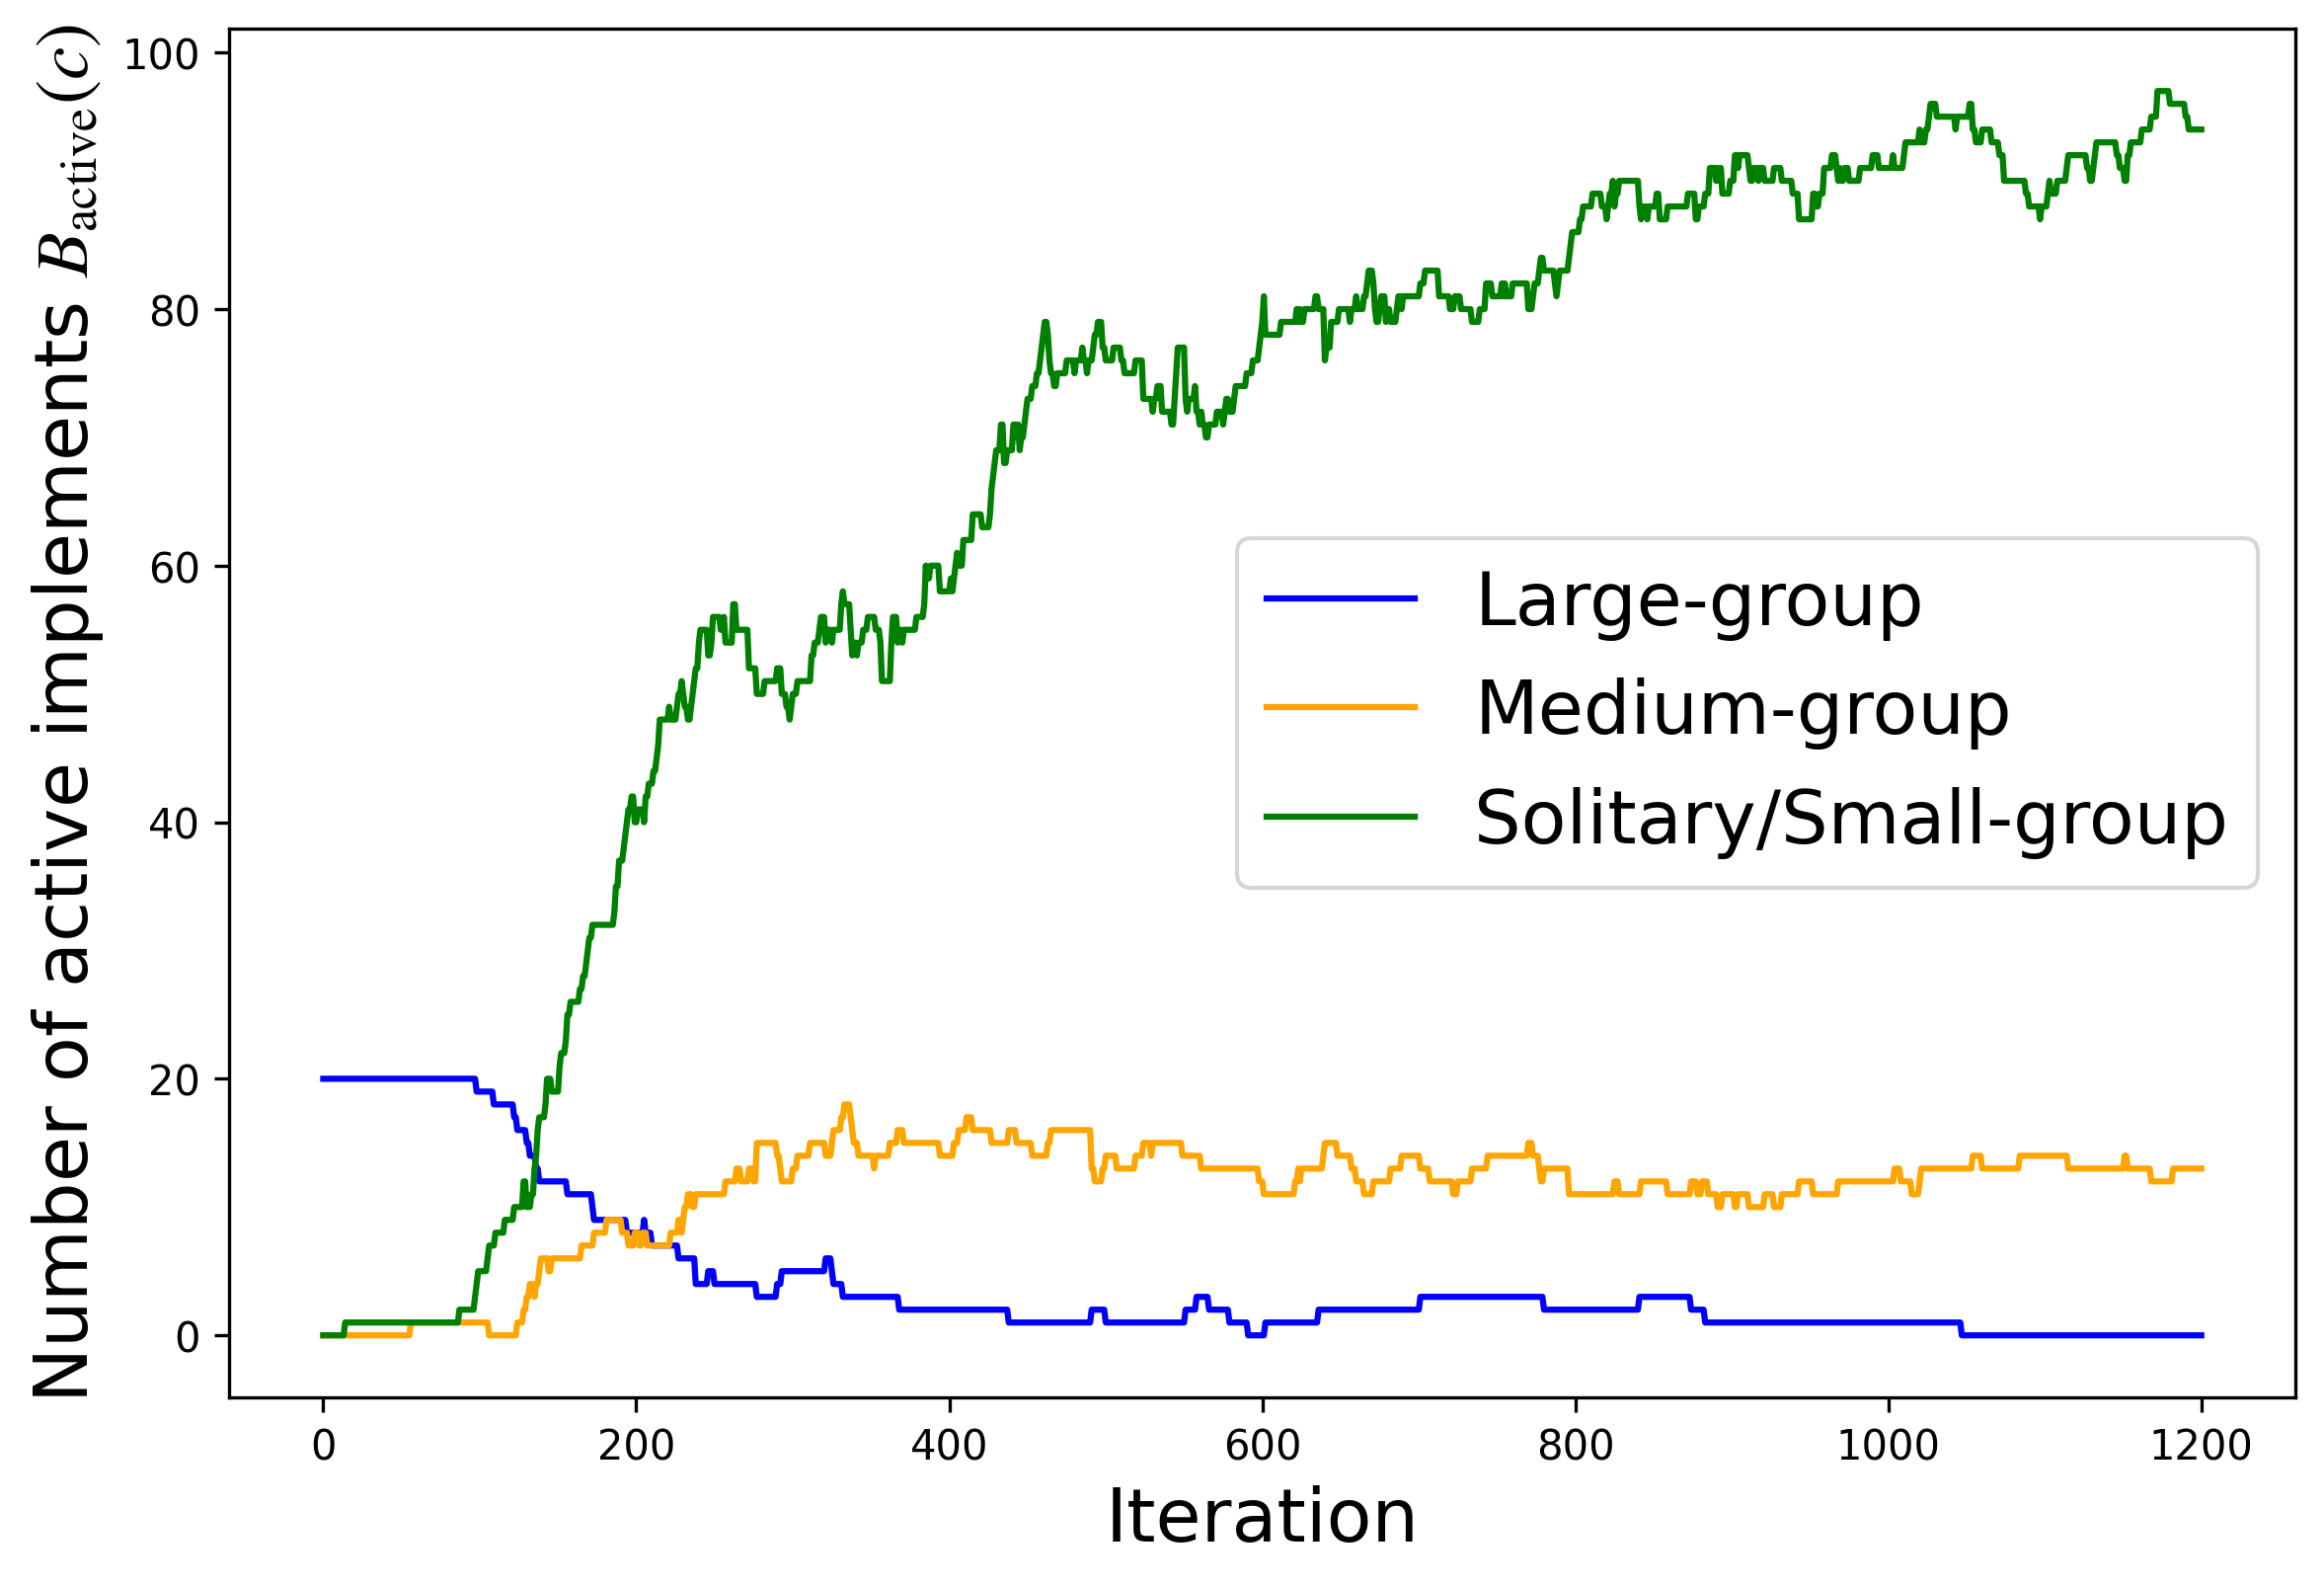 Number of active implements B_active(c)
100
80
60
40
20
0
0 200 400 600 800 1000 1200
Iteration
Large-group
Medium-group
Solitary/Small-group